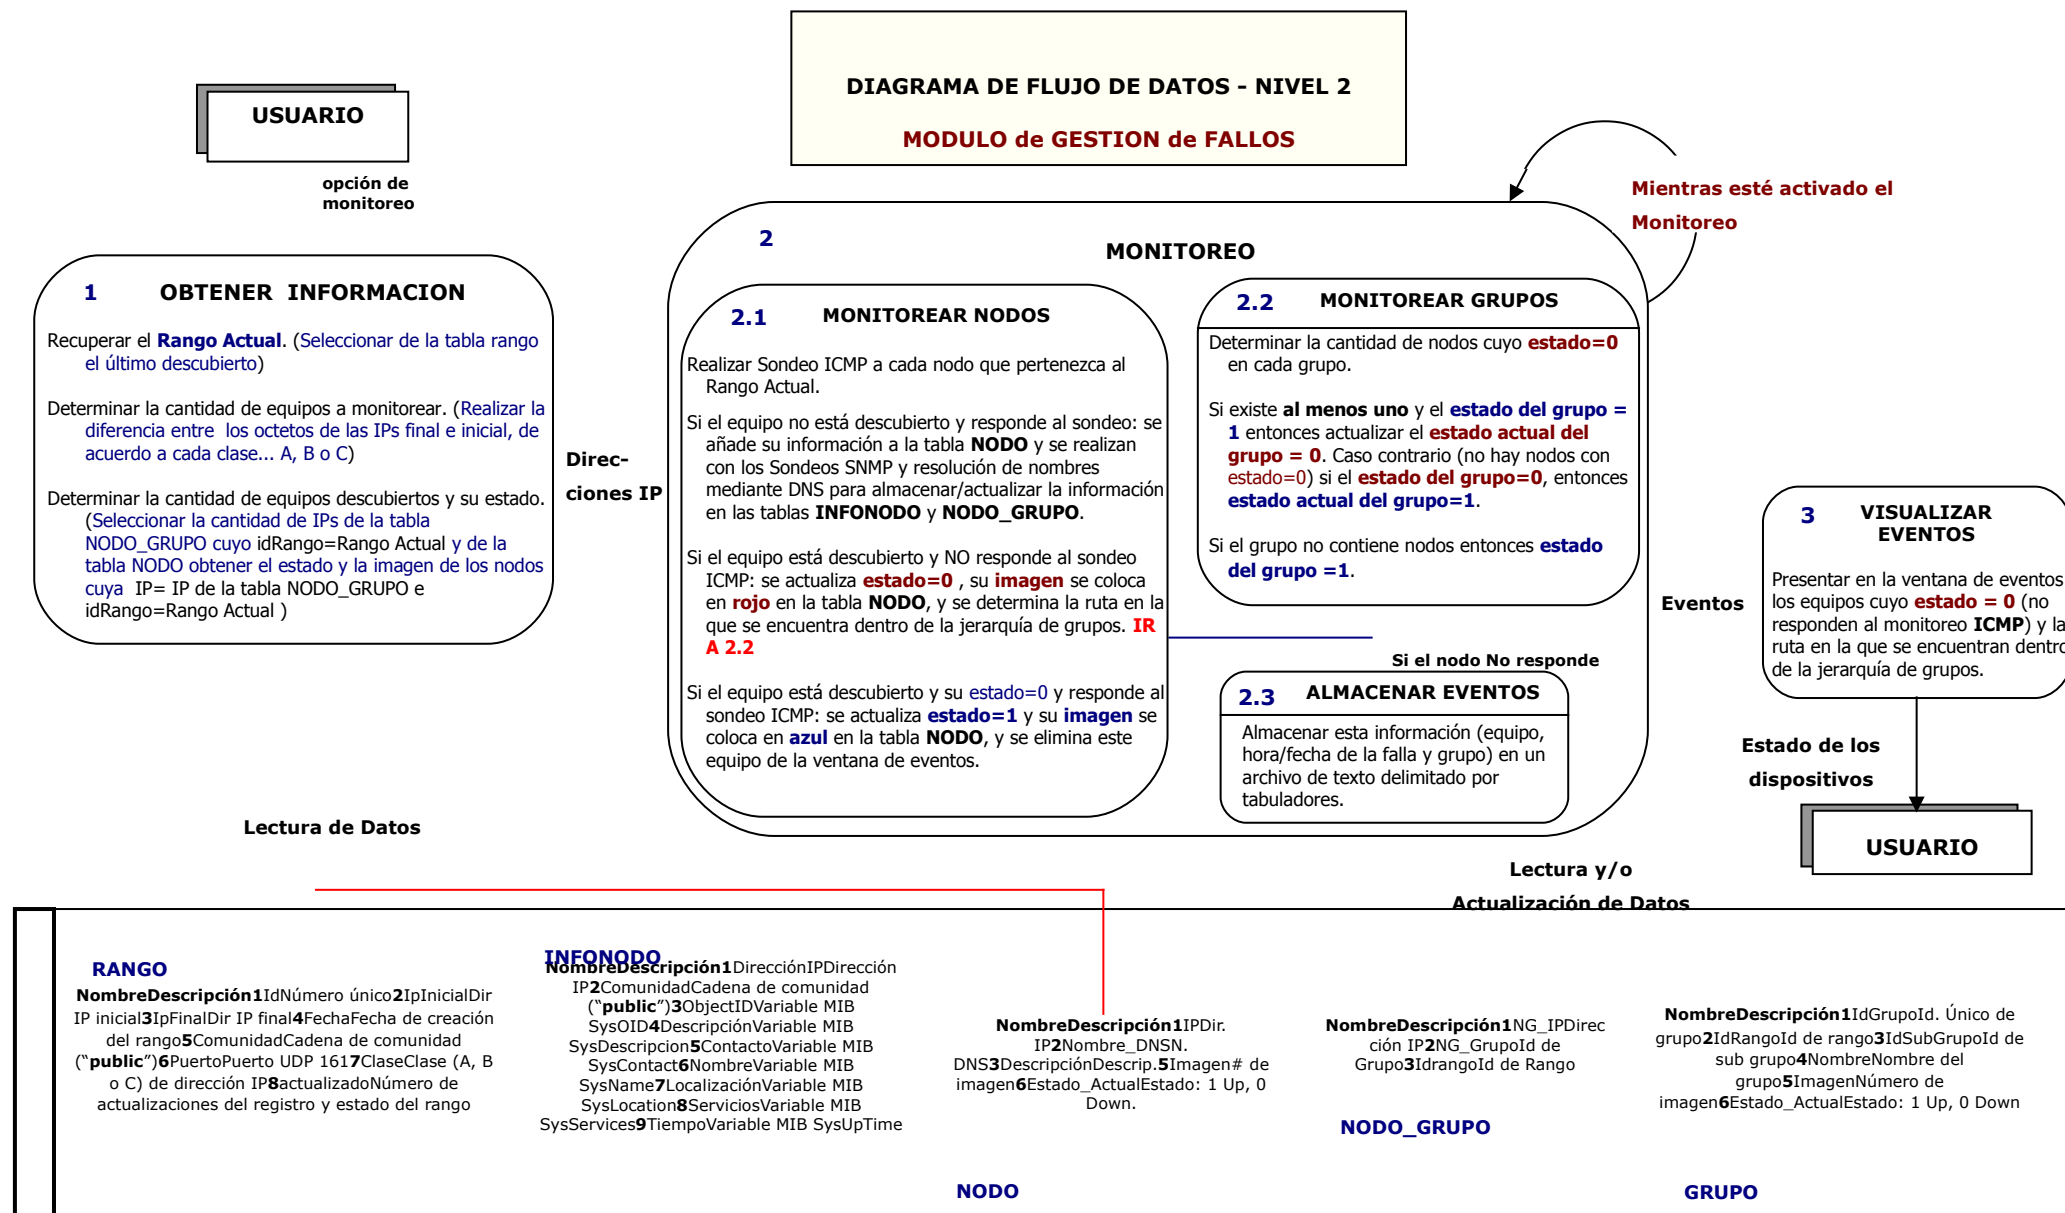 DIAGRAMA DE FLUJO DE DATOS - NIVEL 2
MODULO de GESTION de FALLOS
USUARIO
opción de
monitoreo
Mientras esté activado el
Monitoreo
1 OBTENER INFORMACION
Recuperar el Rango Actual. (Seleccionar de la tabla rango
el último descubierto)
Determinar la cantidad de equipos a monitorear. (Realizar la
diferencia entre los octetos de las IPs final e inicial, de
acuerdo a cada clase... A, B o C)
Determinar la cantidad de equipos descubiertos y su estado.
(Seleccionar la cantidad de IPs de la tabla
NODO_GRUPO cuyo idRango=Rango Actual y de la
tabla NODO obtener el estado y la imagen de los nodos
cuya IP= IP de la tabla NODO_GRUPO e
idRango=Rango Actual )
Direc-
ciones IP
2
MONITOREO
2.1 MONITOREAR NODOS
Realizar Sondeo ICMP a cada nodo que pertenezca al
Rango Actual.
Si el equipo no está descubierto y responde al sondeo: se
añade su información a la tabla NODO y se realizan
con los Sondeos SNMP y resolución de nombres
mediante DNS para almacenar/actualizar la información
en las tablas INFONODO y NODO_GRUPO.
Si el equipo está descubierto y NO responde al sondeo
ICMP: se actualiza estado=0 , su imagen se coloca
en rojo en la tabla NODO, y se determina la ruta en la
que se encuentra dentro de la jerarquía de grupos. IR
A 2.2
Si el equipo está descubierto y su estado=0 y responde al
sondeo ICMP: se actualiza estado=1 y su imagen se
coloca en azul en la tabla NODO, y se elimina este
equipo de la ventana de eventos.
2.2 MONITOREAR GRUPOS
Determinar la cantidad de nodos cuyo estado=0
en cada grupo.
Si existe al menos uno y el estado del grupo =
1 entonces actualizar el estado actual del
grupo = 0. Caso contrario (no hay nodos con
estado=0) si el estado del grupo=0, entonces
estado actual del grupo=1.
Si el grupo no contiene nodos entonces estado
del grupo =1.
Si el nodo No responde
2.3 ALMACENAR EVENTOS
Almacenar esta información (equipo,
hora/fecha de la falla y grupo) en un
archivo de texto delimitado por
tabuladores.
Eventos
3 VISUALIZAR
EVENTOS
Presentar en la ventana de eventos
los equipos cuyo estado = 0 (no
responden al monitoreo ICMP) y la
ruta en la que se encuentran dentro
de la jerarquía de grupos.
Estado de los
dispositivos
USUARIO
Lectura de Datos
Lectura y/o
Actualización de Datos
RANGO
NombreDescripción1IdNúmero único2IpInicialDir
IP inicial3IpFinalDir IP final4FechaFecha de creación
del rango5ComunidadCadena de comunidad
(“public”)6PuertoPuerto UDP 1617ClaseClase (A, B
o C) de dirección IP8actualizadoNúmero de
actualizaciones del registro y estado del rango
INFONODO
NombreDescripción1DirecciónIPDirección
IP2ComunidadCadena de comunidad
(“public”)3ObjectIDVariable MIB
SysOID4DescripciónVariable MIB
SysDescripcion5ContactoVariable MIB
SysContact6NombreVariable MIB
SysName7LocalizaciónVariable MIB
SysLocation8ServiciosVariable MIB
SysServices9TiempoVariable MIB SysUpTime
NombreDescripción1IPDir.
IP2Nombre_DNSN.
DNS3DescripciónDescrip.5Imagen# de
imagen6Estado_ActualEstado: 1 Up, 0
Down.
NODO
NombreDescripción1NG_IPDirec
ción IP2NG_GrupoId de
Grupo3IdrangoId de Rango
NODO_GRUPO
NombreDescripción1IdGrupoId. Único de
grupo2IdRangoId de rango3IdSubGrupoId de
sub grupo4NombreNombre del
grupo5ImagenNúmero de
imagen6Estado_ActualEstado: 1 Up, 0 Down
GRUPO